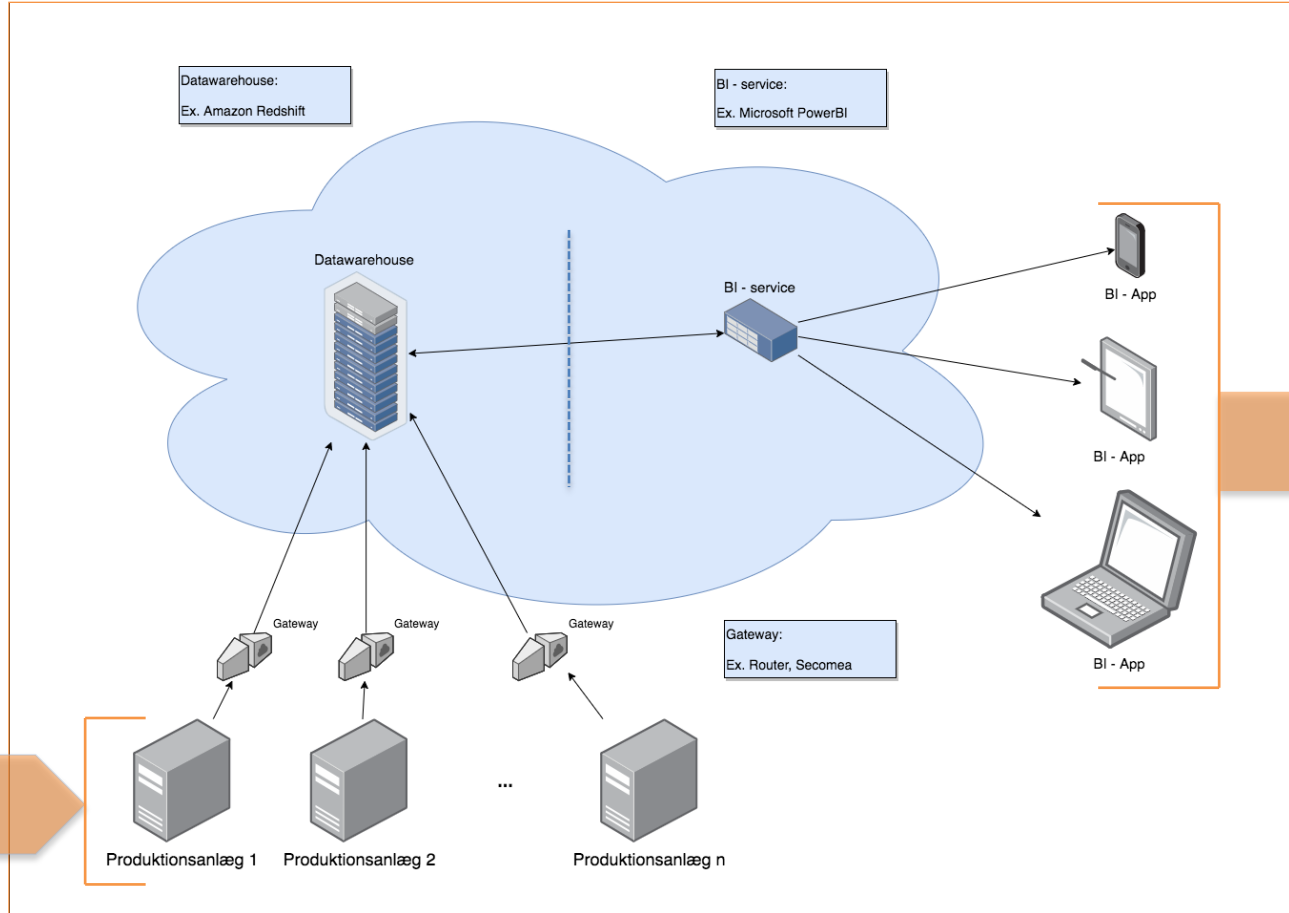 Datawarehouse:
Ex. Amazon Redshift
BI - service:
Ex. Microsoft PowerBI
Datawarehouse
BI - service
BI - App
BI - App
BI - App
Gateway
Gateway
Gateway
Gateway:
Ex. Router, Secomea
...
Produktionsanlæg 1
Produktionsanlæg 2
Produktionsanlæg n